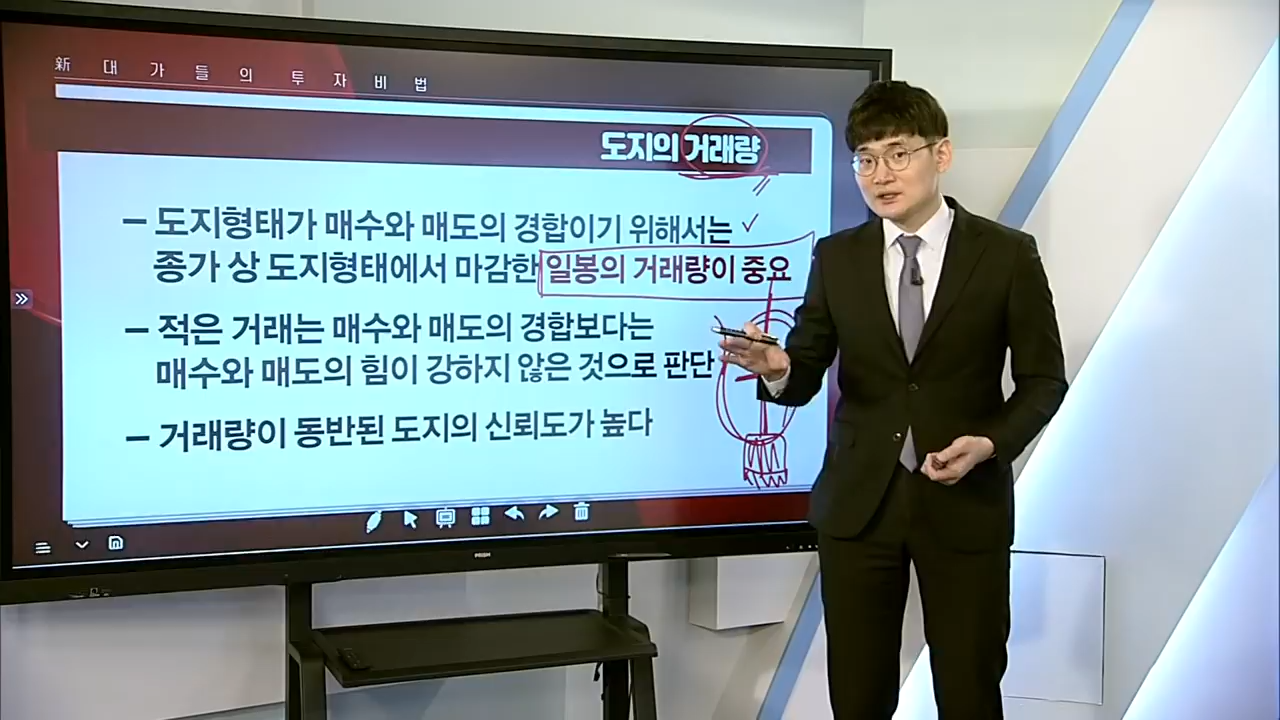 新 대 가 들 의 투 자 비 법
도지의 거래량
- 도지형태가 매수와 매도의 경합이기 위해서는
종가 상 도지형태에서 마감한 일봉의 거래량이 중요
- 적은 거래는 매수와 매도의 경합보다는
매수와 매도의 힘이 강하지 않은 것으로 판단
- 거래량이 동반된 도지의 신뢰도가 높다
PRISM